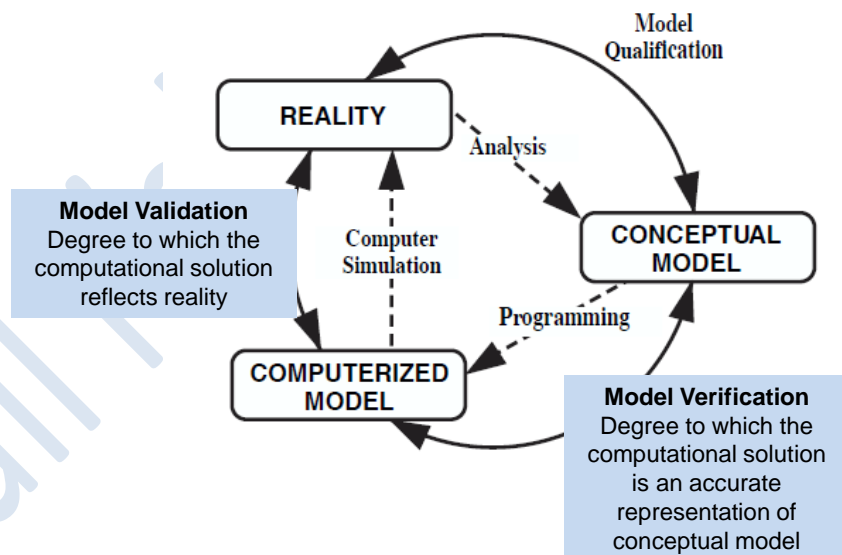 Model
Qualification
REALITY
Analysis
Model Validation
Degree to which the
computational solution
reflects reality
Computer
Simulation
CONCEPTUAL
MODEL
Programming
COMPUTERIZED
MODEL
Model Verification
Degree to which the
computational solution
is an accurate
representation of
conceptual model